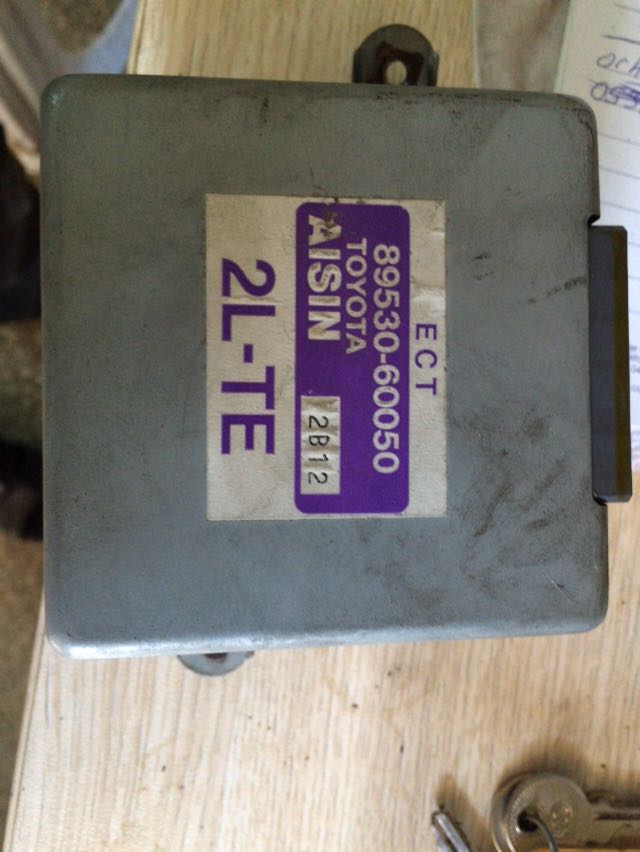 ECT
89530-60050
TOYOTA
AISIN
2B12
2L-TE